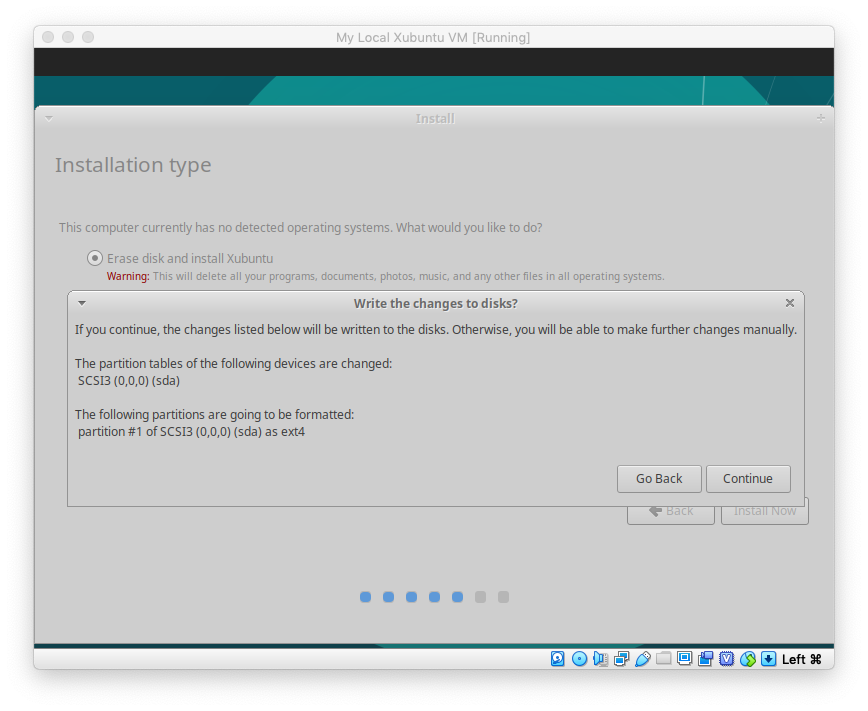 My Local Xubuntu VM [Running]
Install
Installation type
This computer currently has no detected operating systems. What would you like to do?
Erase disk and install Xubuntu
Warning: This will delete all your programs, documents, photos, music, and any other files in all operating systems.
Write the changes to disks?
If you continue, the changes listed below will be written to the disks. Otherwise, you will be able to make further changes manually.
The partition tables of the following devices are changed:
SCSI3 (0,0,0) (sda)
The following partitions are going to be formatted:
partition #1 of SCSI3 (0,0,0) (sda) as ext4
Go Back
Continue
Back
Install Now
Left ⌘